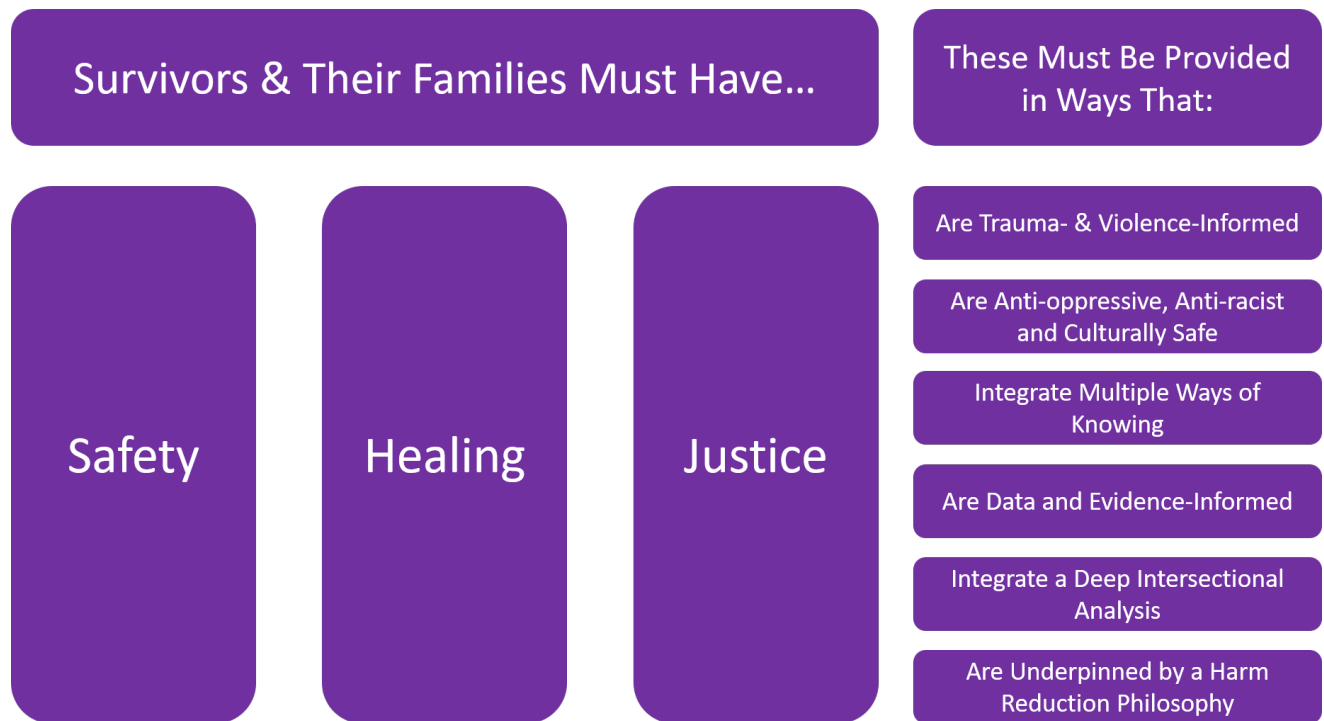 Survivors & Their Families Must Have...
Safety
Healing
Justice
These Must Be Provided
in Ways That:
Are Trauma- & Violence-Informed
Are Anti-oppressive, Anti-racist
and Culturally Safe
Integrate Multiple Ways of
Knowing
Are Data and Evidence-Informed
Integrate a Deep Intersectional
Analysis
Are Underpinned by a Harm
Reduction Philosophy